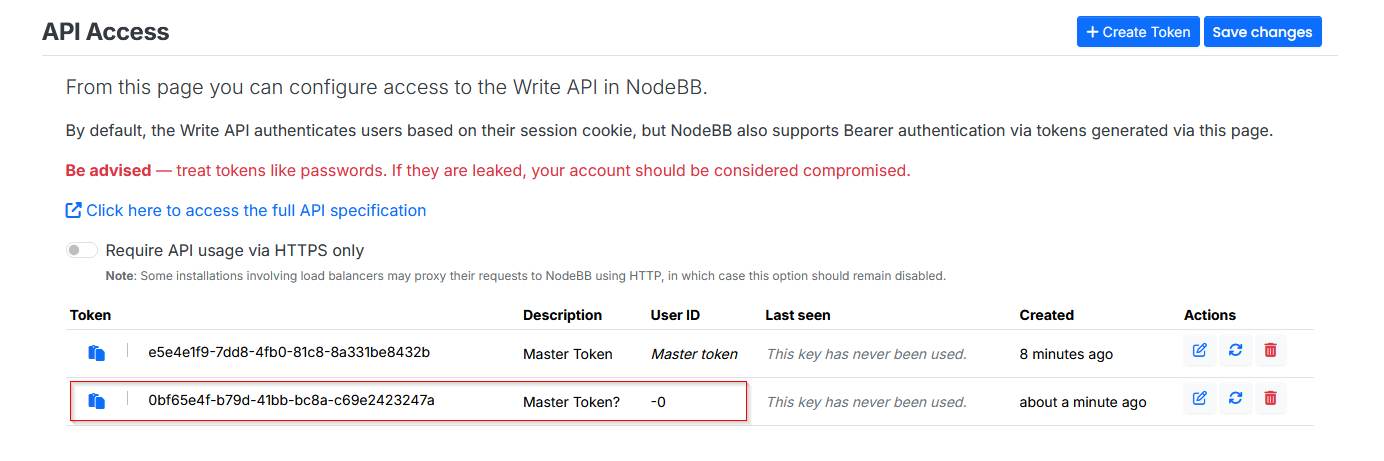 API Access
Create Token
Save changes
From this page you can configure access to the Write API in NodeBB.
By default, the Write API authenticates users based on their session cookie, but NodeBB also supports Bearer authentication via tokens generated via this page.
Be advised — treat tokens like passwords. If they are leaked, your account should be considered compromised.
Click here to access the full API specification
Require API usage via HTTPS only
Note: Some installations involving load balancers may proxy their requests to NodeBB using HTTP, in which case this option should remain disabled.
Token Description User ID Last seen Created Actions
e5e4e1f9-7dd8-4fb0-81c8-8a331be8432b Master Token Master token This key has never been used. 8 minutes ago
0bf65e4f-b79d-41bb-bc8a-c69e2423247a Master Token? -0 This key has never been used. about a minute ago